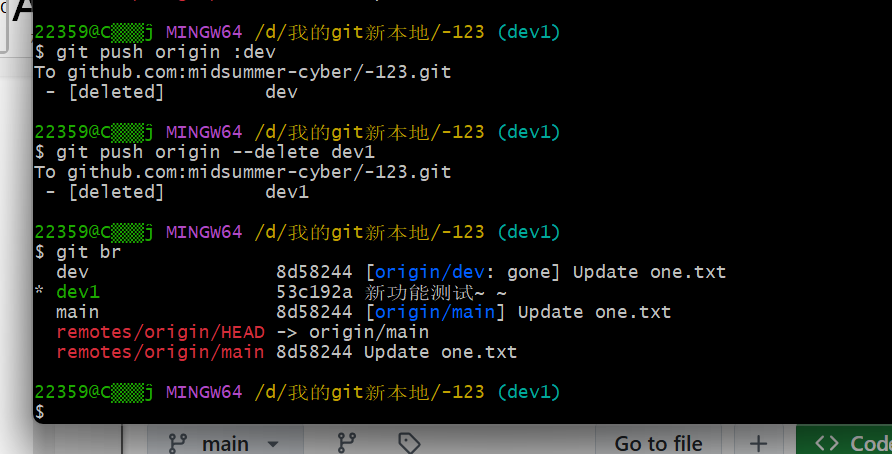 22359@C▒▒▒ĵ MINGW64 /d/我的git新本地/-123 (dev1)
$ git push origin :dev
To github.com:midsummer-cyber/-123.git
 - [deleted]         dev
22359@C▒▒▒ĵ MINGW64 /d/我的git新本地/-123 (dev1)
$ git push origin --delete dev1
To github.com:midsummer-cyber/-123.git
 - [deleted]         dev1
22359@C▒▒▒ĵ MINGW64 /d/我的git新本地/-123 (dev1)
$ git br
  dev                 8d58244 [origin/dev: gone] Update one.txt
* dev1                53c192a 新功能测试~ ~
  main                8d58244 [origin/main] Update one.txt
  remotes/origin/HEAD -> origin/main
  remotes/origin/main 8d58244 Update one.txt
22359@C▒▒▒ĵ MINGW64 /d/我的git新本地/-123 (dev1)
$
main Go to file + <> Code